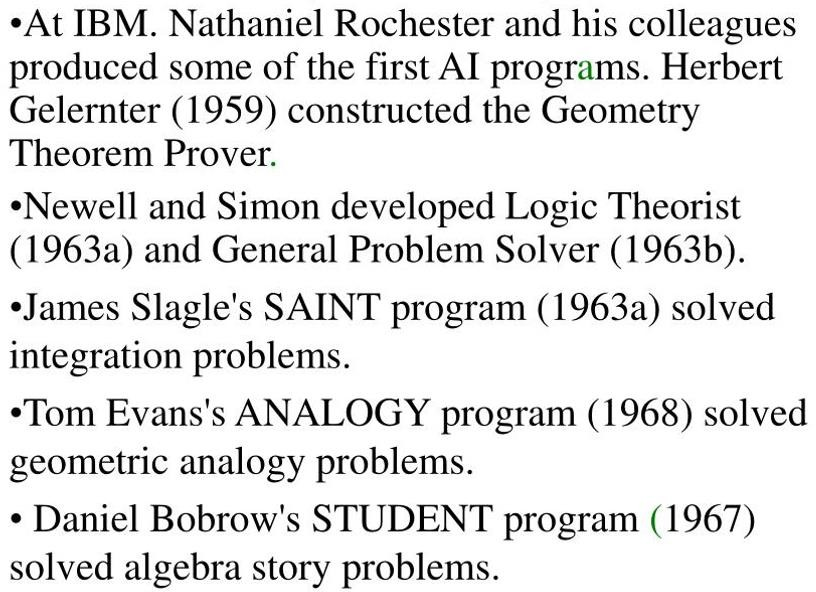 •At IBM. Nathaniel Rochester and his colleagues
produced some of the first AI programs. Herbert
Gelernter (1959) constructed the Geometry
Theorem Prover.
•Newell and Simon developed Logic Theorist
(1963a) and General Problem Solver (1963b).
•James Slagle's SAINT program (1963a) solved
integration problems.
•Tom Evans's ANALOGY program (1968) solved
geometric analogy problems.
• Daniel Bobrow's STUDENT program (1967)
solved algebra story problems.